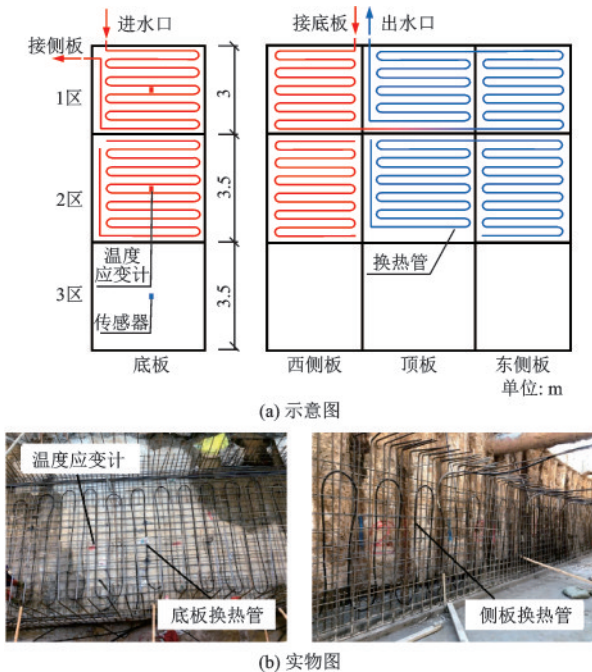 进水口
接侧板
1区
2区
3区
温度
应变计
传感器
底板
3
3.5
3.5
接底板
出水口
换热管
西侧板
顶板
东侧板
单位: m
(a) 示意图
温度应变计
底板换热管
侧板换热管
(b) 实物图